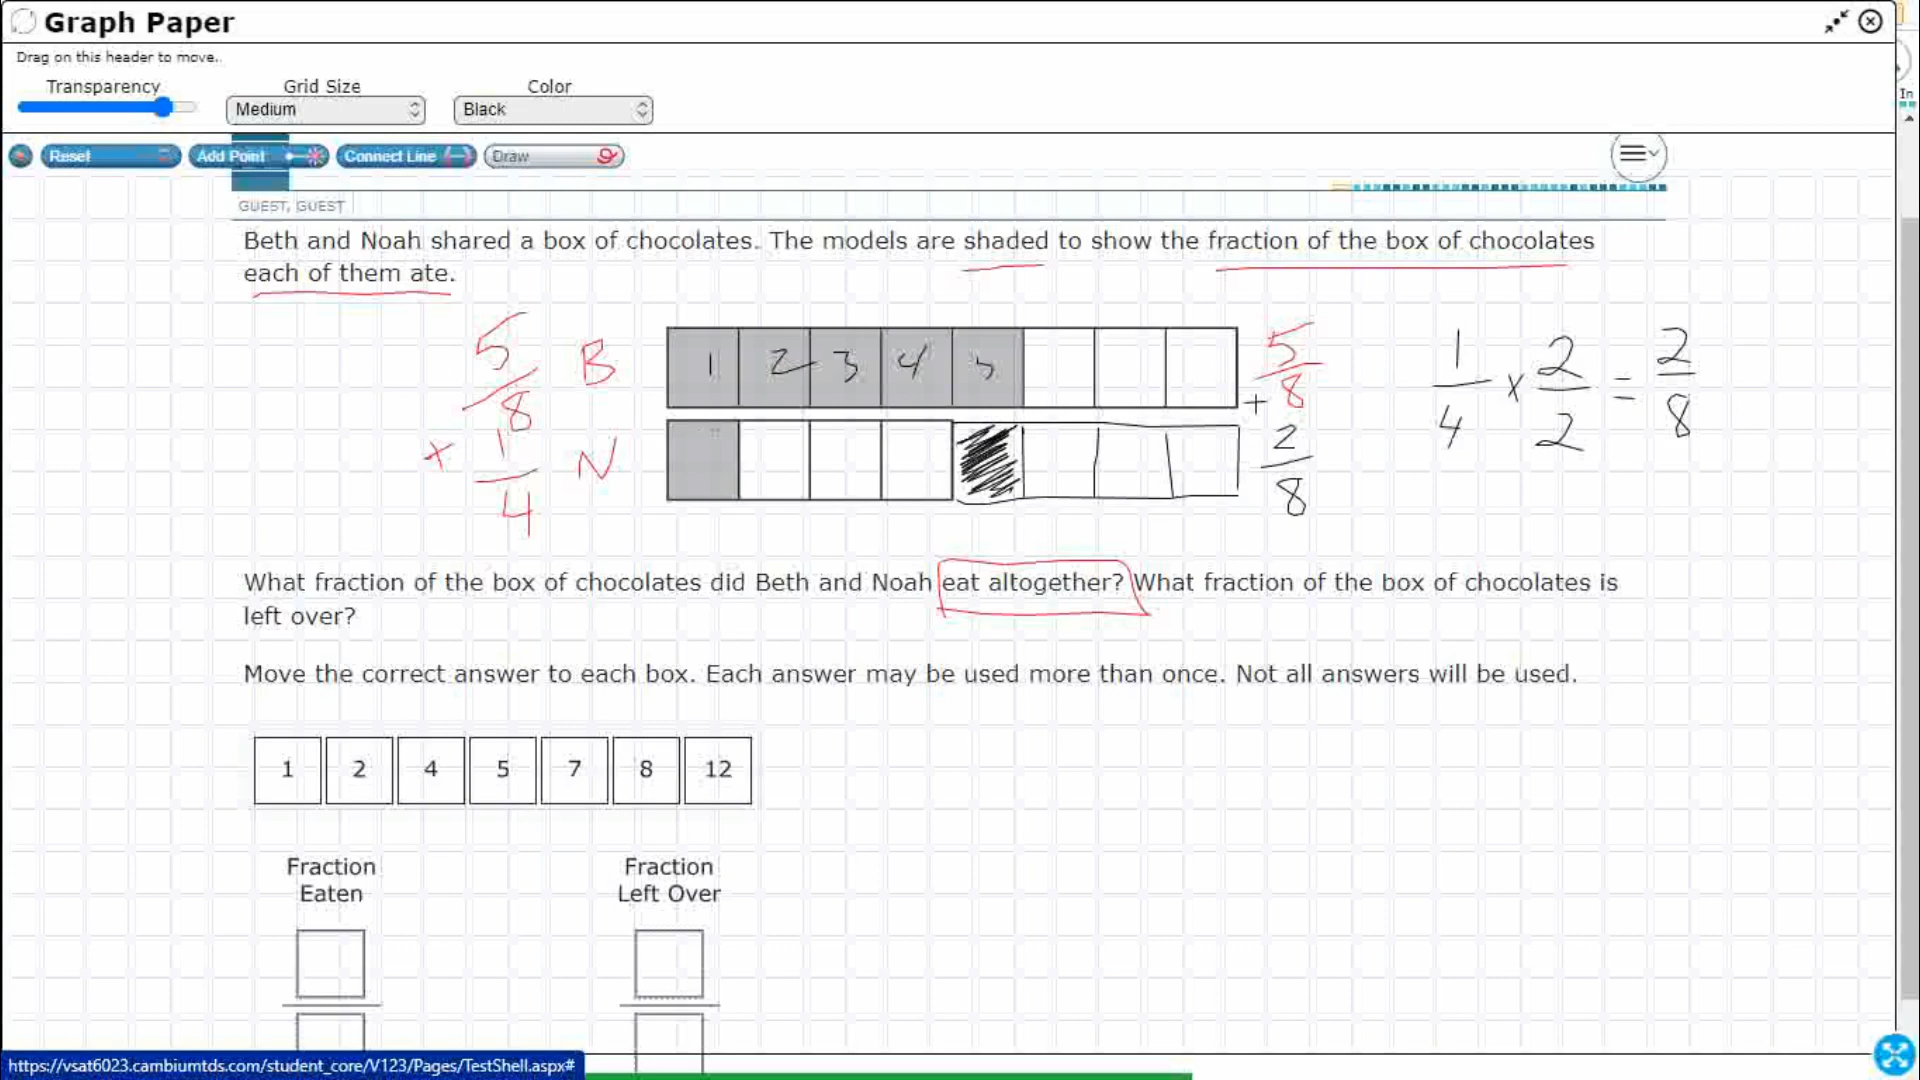 Graph Paper
Drag on this header to move..
Transparency Grid Size Color
Medium Black
In
Reset Add Point Connect Line Draw
GUEST, GUEST
Beth and Noah shared a box of chocolates. The models are shaded to show the fraction of the box of chocolates
each of them ate.
5/8 B 1 2 3 4 5 5/8 1/4 x 2/2 = 2/8
+ 1/4 N + 2/8
What fraction of the box of chocolates did Beth and Noah eat altogether? What fraction of the box of chocolates is
left over?
Move the correct answer to each box. Each answer may be used more than once. Not all answers will be used.
1 2 4 5 7 8 12
Fraction Fraction
Eaten Left Over
https://vsat6023.cambiumtds.com/student_core/V123/Pages/TestShell.aspx#